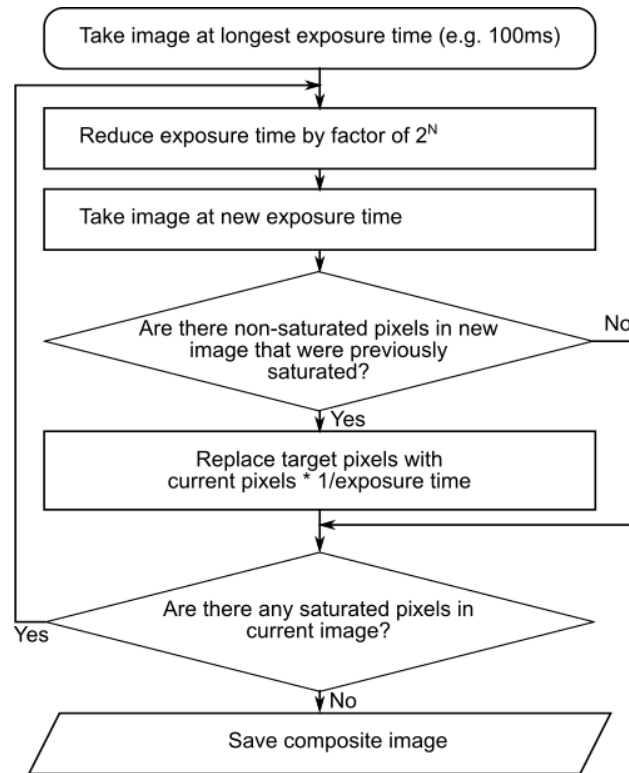 Take image at longest exposure time (e.g. 100ms)
Reduce exposure time by factor of 2^N
Take image at new exposure time
Are there non-saturated pixels in new
image that were previously
saturated?
No
Yes
Replace target pixels with
current pixels * 1/exposure time
Are there any saturated pixels in
current image?
Yes
No
Save composite image